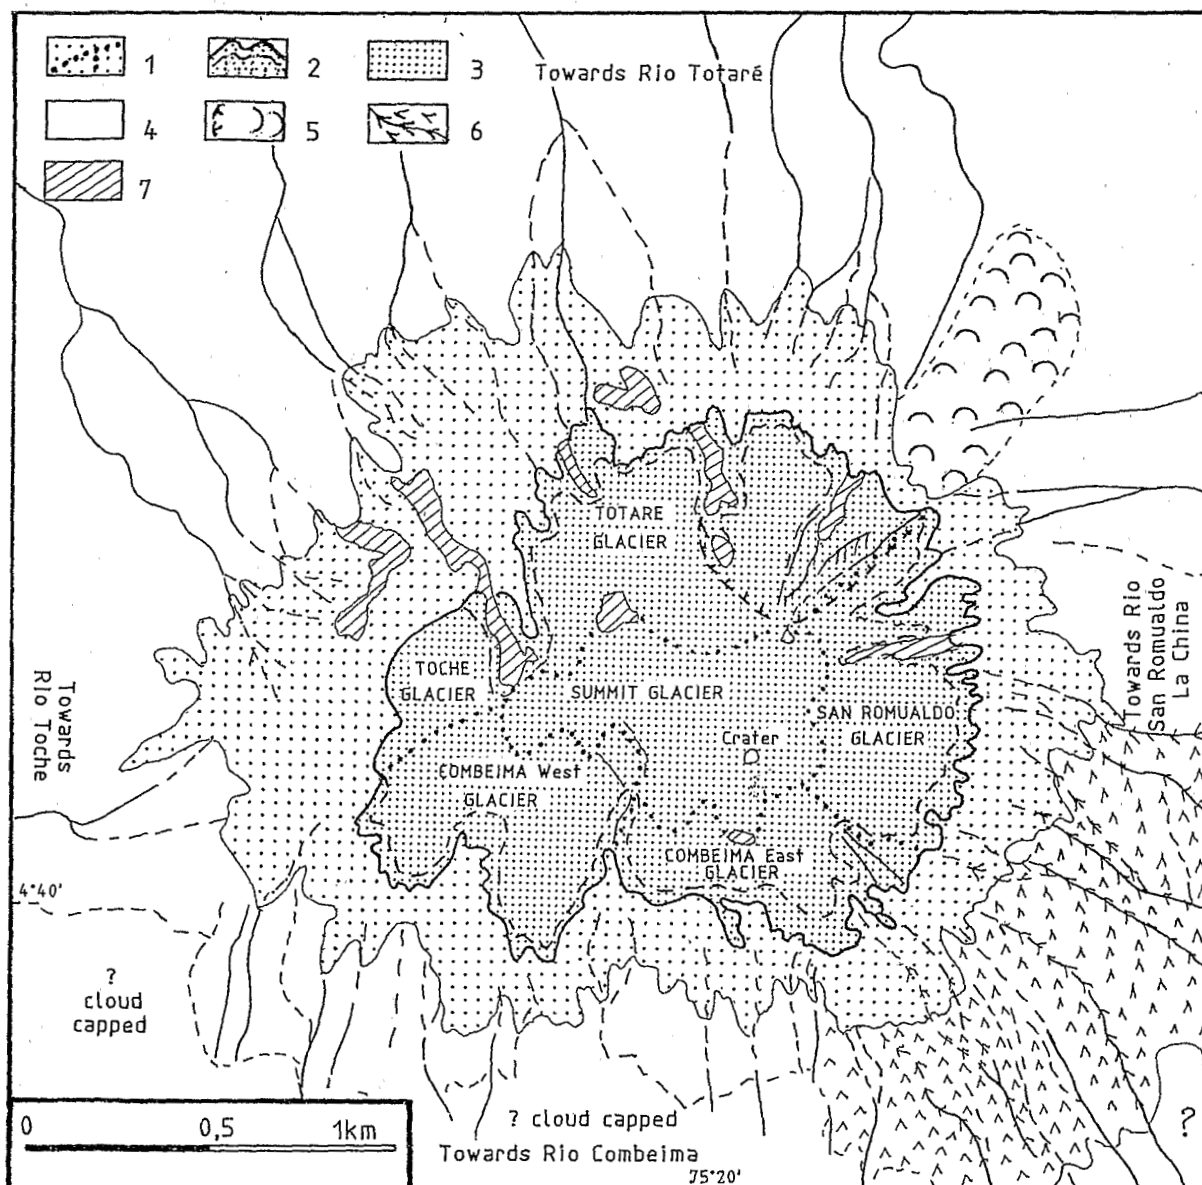 1
2
3
Towards Rio Totaré
4
5
6
7
TOTARE
GLACIER
TOCHE
GLACIER
SUMMIT GLACIER
SAN ROMUALDO
GLACIER
Crater
COMBEIMA West
GLACIER
COMBEIMA East
GLACIER
Towards
Rio Toche
Towards Rio
San Romualdo
La China
4°40'
?
cloud
capped
? cloud capped
Towards Rio Combeima
75°20'
?
0 0,5 1km